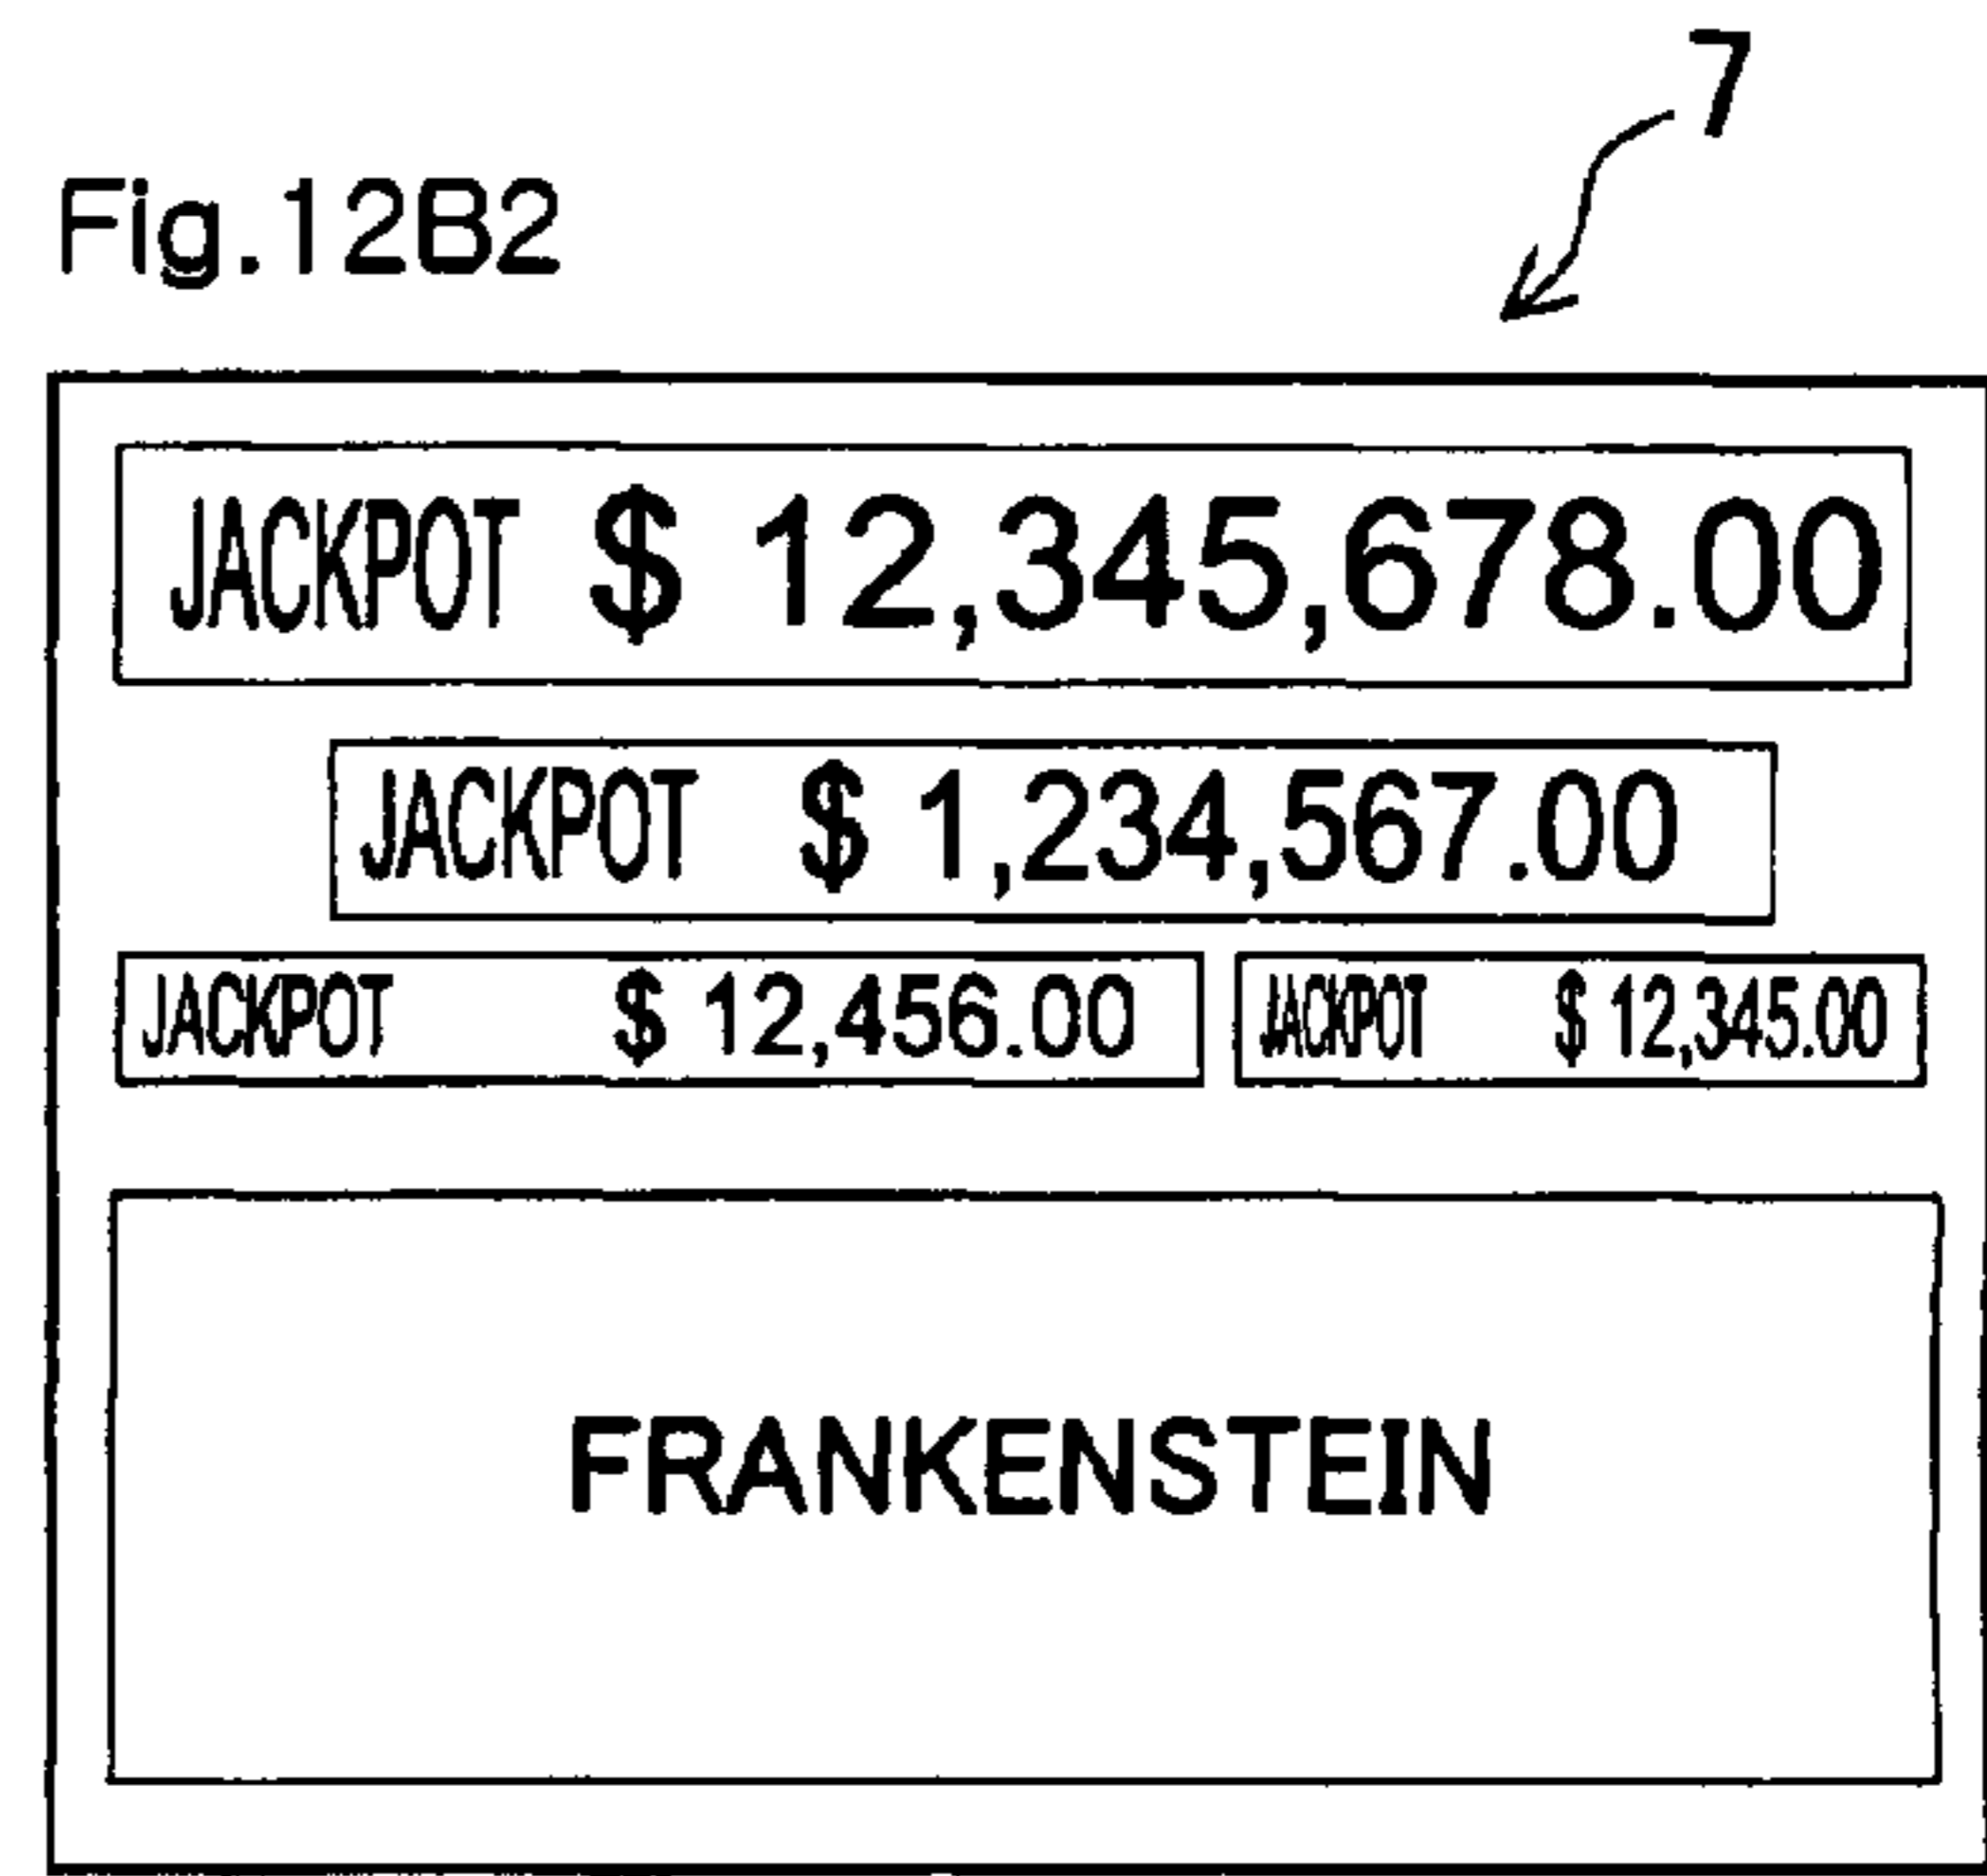 7
Fig.12B2
JACKPOT $ 12,345,678.00
JACKPOT $ 1,234,567.00
JACKPOT $ 12,456.00 JACKPOT $ 12,345.00
FRANKENSTEIN